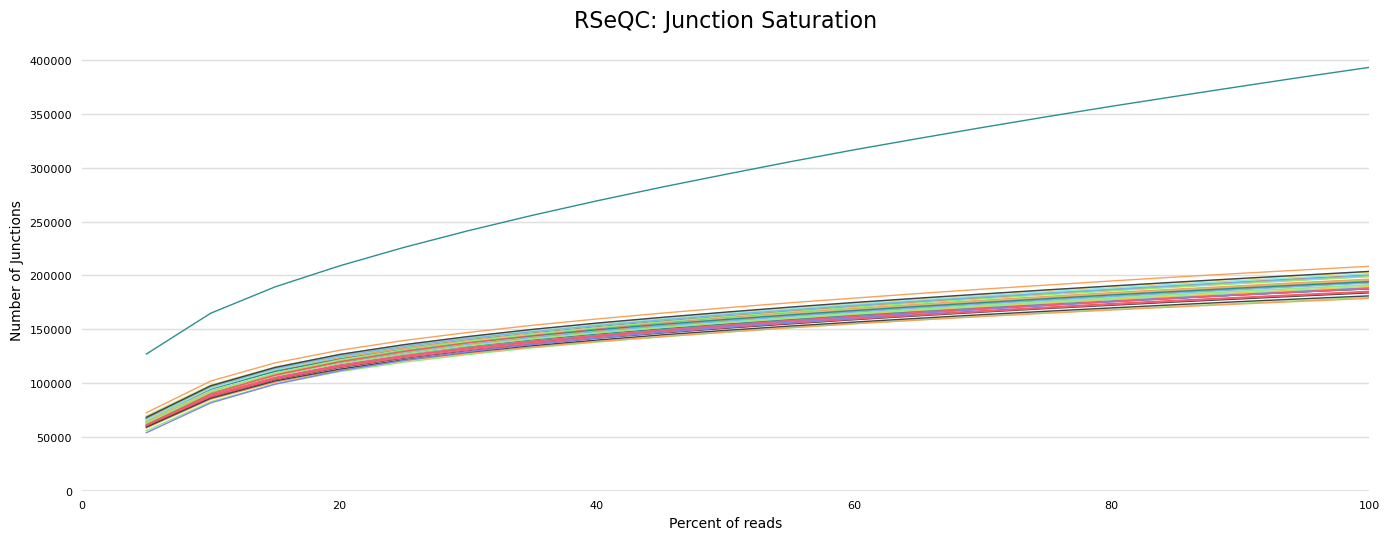 RSeQC: Junction Saturation
400000
350000
300000
250000
200000
150000
100000
50000
0
Number of Junctions
0 20 40 60 80 100
Percent of reads